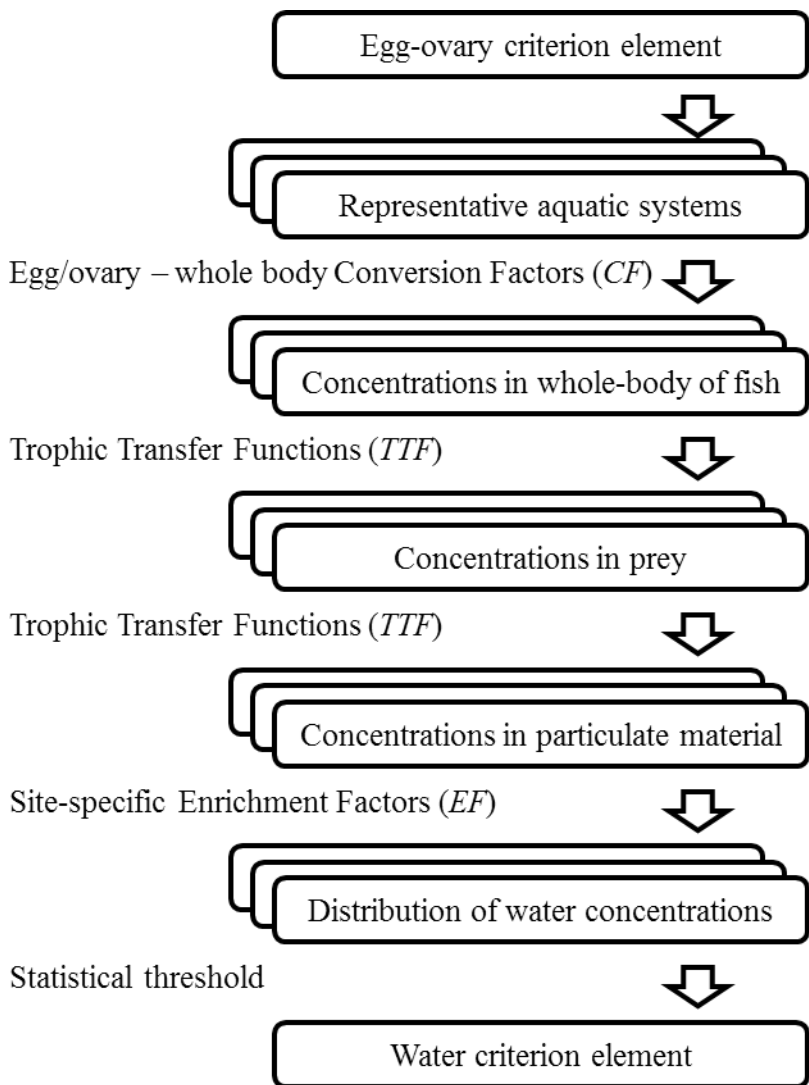 Egg-ovary criterion element
Representative aquatic systems
Egg/ovary – whole body Conversion Factors (CF)
Concentrations in whole-body of fish
Trophic Transfer Functions (TTF)
Concentrations in prey
Trophic Transfer Functions (TTF)
Concentrations in particulate material
Site-specific Enrichment Factors (EF)
Distribution of water concentrations
Statistical threshold
Water criterion element